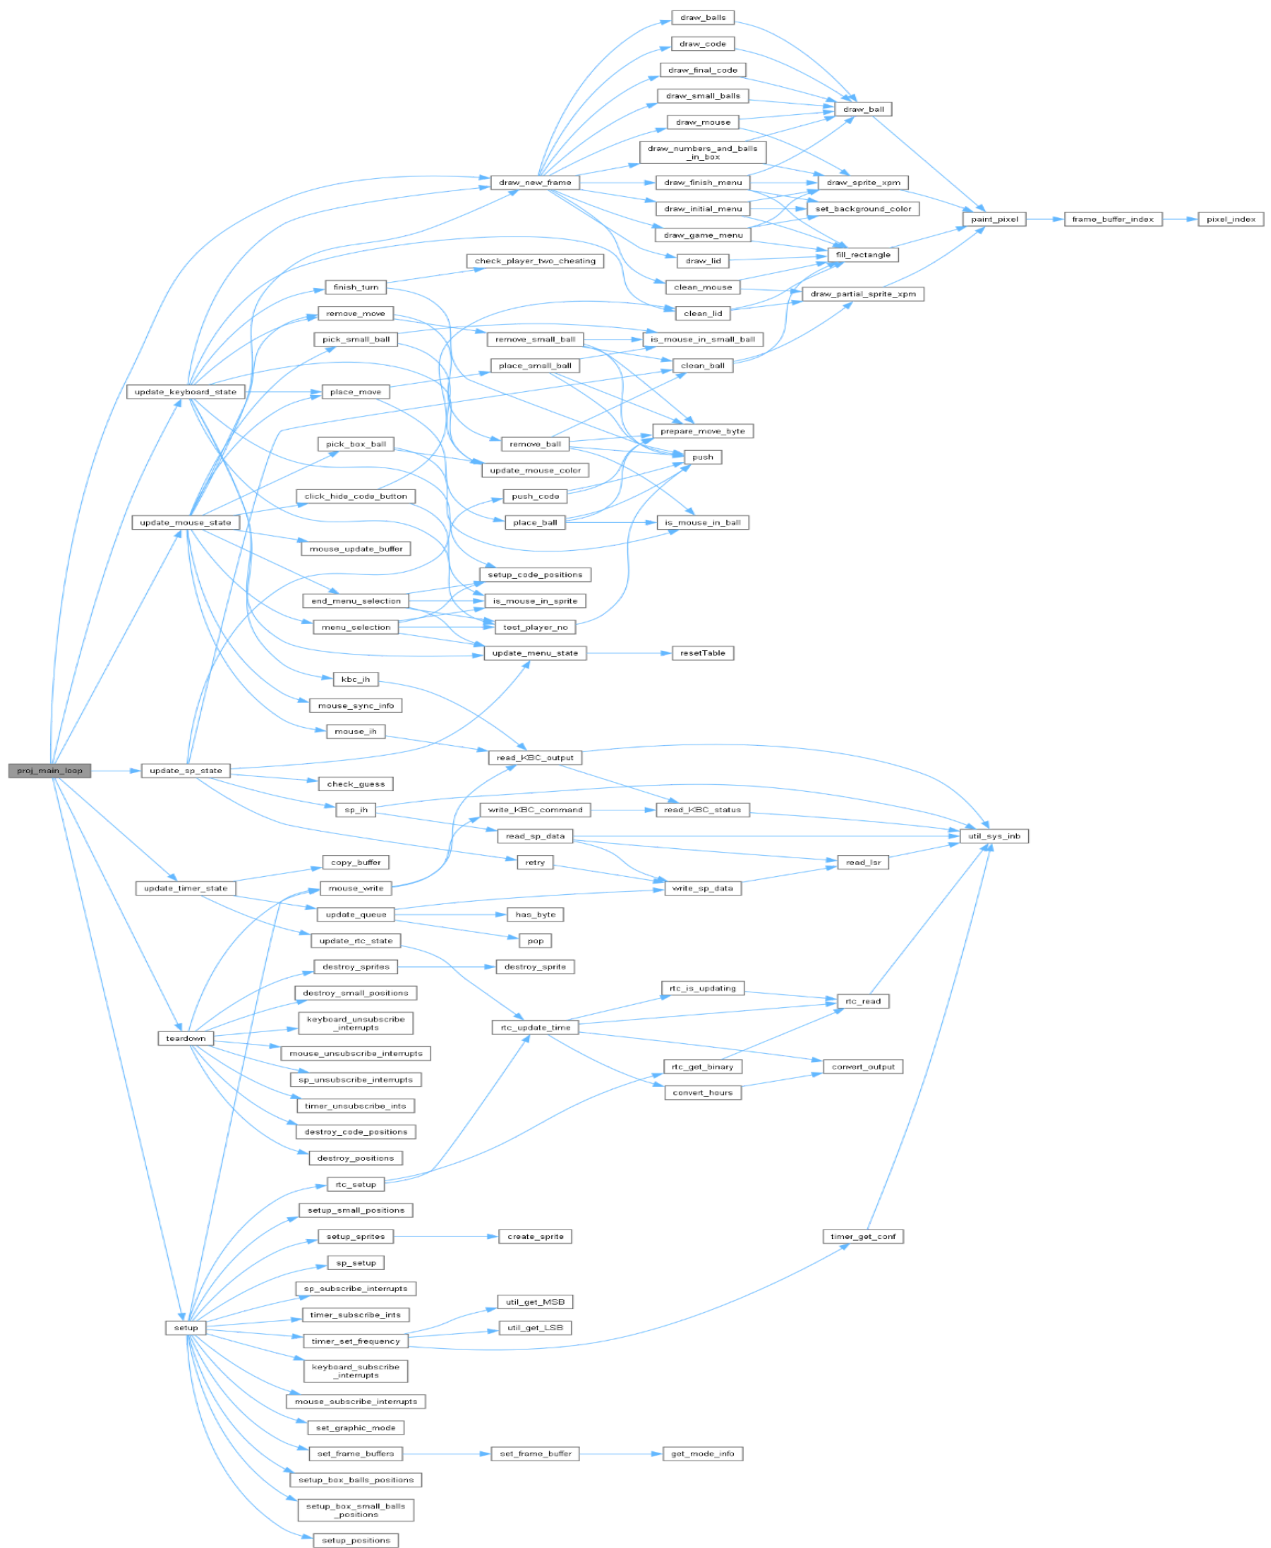 draw_balls
draw_code
draw_final_code
draw_small_balls
draw_ball
draw_mouse
draw_numbers_and_balls
_in_box
draw_new_frame
draw_finish_menu
draw_sprite_xpm
draw_initial_menu
set_background_color
paint_pixel
frame_buffer_index
pixel_index
draw_game_menu
fill_rectangle
check_player_two_cheating
draw_lid
finish_turn
clean_mouse
draw_partial_sprite_xpm
remove_move
clean_lid
pick_small_ball
remove_small_ball
is_mouse_in_small_ball
place_small_ball
clean_ball
update_keyboard_state
place_move
prepare_move_byte
pick_box_ball
remove_ball
push
update_mouse_color
click_hide_code_button
push_code
update_mouse_state
place_ball
is_mouse_in_ball
mouse_update_buffer
setup_code_positions
end_menu_selection
is_mouse_in_sprite
menu_selection
test_player_no
update_menu_state
resetTable
kbc_ih
mouse_sync_info
mouse_ih
read_KBC_output
proj_main_loop
update_sp_state
check_guess
sp_ih
write_KBC_command
read_KBC_status
read_sp_data
util_sys_inb
copy_buffer
retry
read_lsr
update_timer_state
mouse_write
write_sp_data
update_queue
has_byte
update_rtc_state
pop
destroy_sprites
destroy_sprite
rtc_is_updating
destroy_small_positions
rtc_read
keyboard_unsubscribe
_interrupts
rtc_update_time
teardown
mouse_unsubscribe_interrupts
rtc_get_binary
convert_output
sp_unsubscribe_interrupts
convert_hours
timer_unsubscribe_ints
destroy_code_positions
destroy_positions
rtc_setup
setup_small_positions
setup_sprites
create_sprite
timer_get_conf
sp_setup
sp_subscribe_interrupts
util_get_MSB
timer_subscribe_ints
setup
util_get_LSB
timer_set_frequency
keyboard_subscribe
_interrupts
mouse_subscribe_interrupts
set_graphic_mode
set_frame_buffers
set_frame_buffer
get_mode_info
setup_box_balls_positions
setup_box_small_balls
_positions
setup_positions